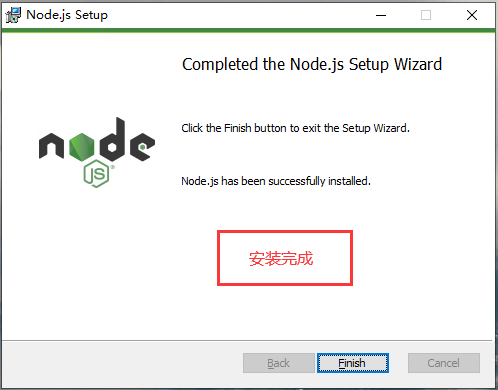 Node.js Setup
Completed the Node.js Setup Wizard
Click the Finish button to exit the Setup Wizard.
node
JS
Node.js has been successfully installed.
安装完成
Back
Finish
Cancel